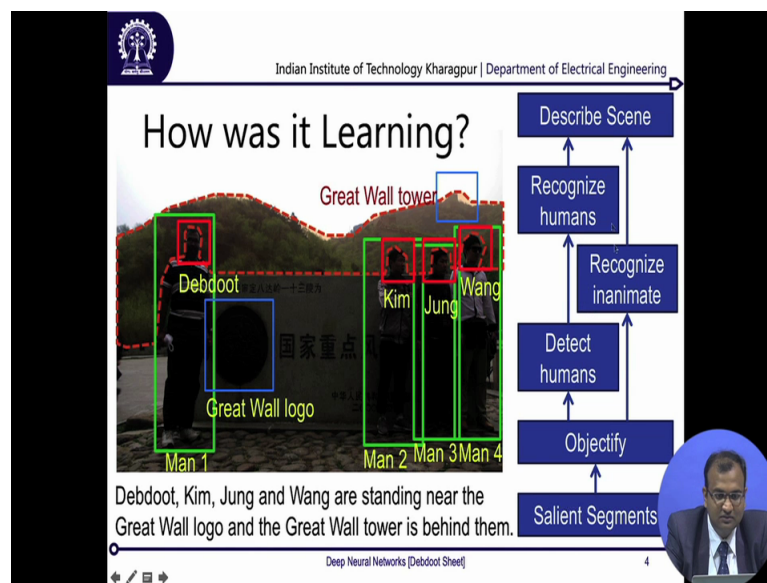 Indian Institute of Technology Kharagpur | Department of Electrical Engineering
How was it Learning?
Great Wall tower
Debdoot
Kim
Jung
Wang
国家重点风
Great Wall logo
Man 1
Man 2
Man 3
Man 4
Debdoot, Kim, Jung and Wang are standing near the
Great Wall logo and the Great Wall tower is behind them.
Describe Scene
Recognize
humans
Recognize
inanimate
Detect
humans
Objectify
Salient Segments
Deep Neural Networks [Debdoot Sheet]
4